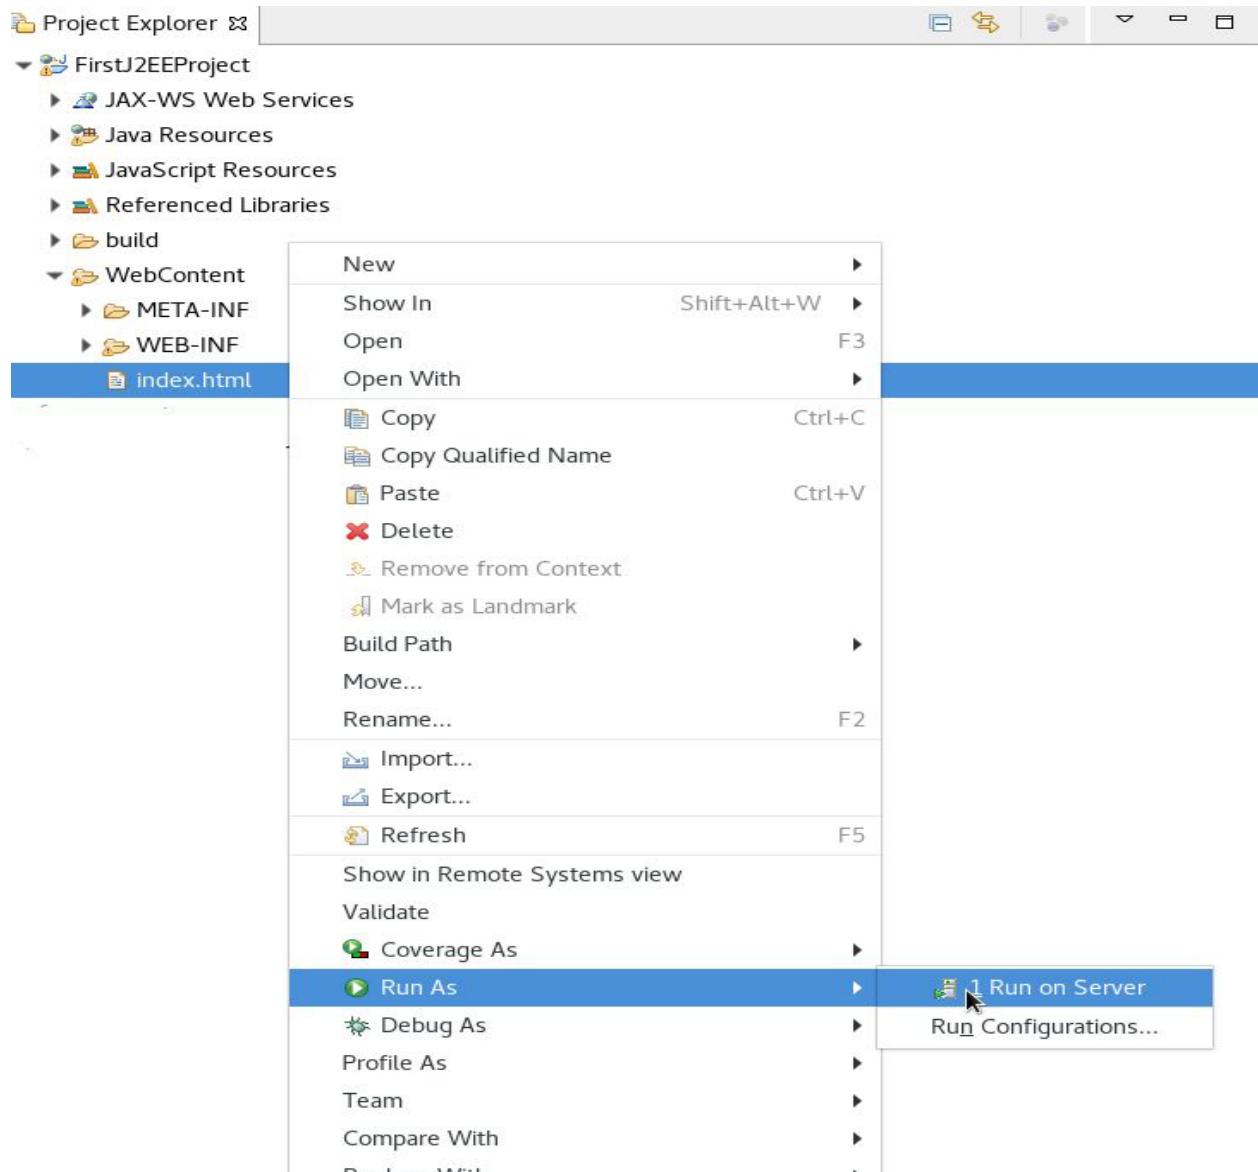 Project Explorer
FirstJ2EEProject
JAX-WS Web Services
Java Resources
JavaScript Resources
Referenced Libraries
build
WebContent
META-INF
WEB-INF
index.html
New
Show In Shift+Alt+W
Open F3
Open With
Copy Ctrl+C
Copy Qualified Name
Paste Ctrl+V
Delete
Remove from Context
Mark as Landmark
Build Path
Move...
Rename... F2
Import...
Export...
Refresh F5
Show in Remote Systems view
Validate
Coverage As
Run As
1 Run on Server
Debug As
Run Configurations...
Profile As
Team
Compare With